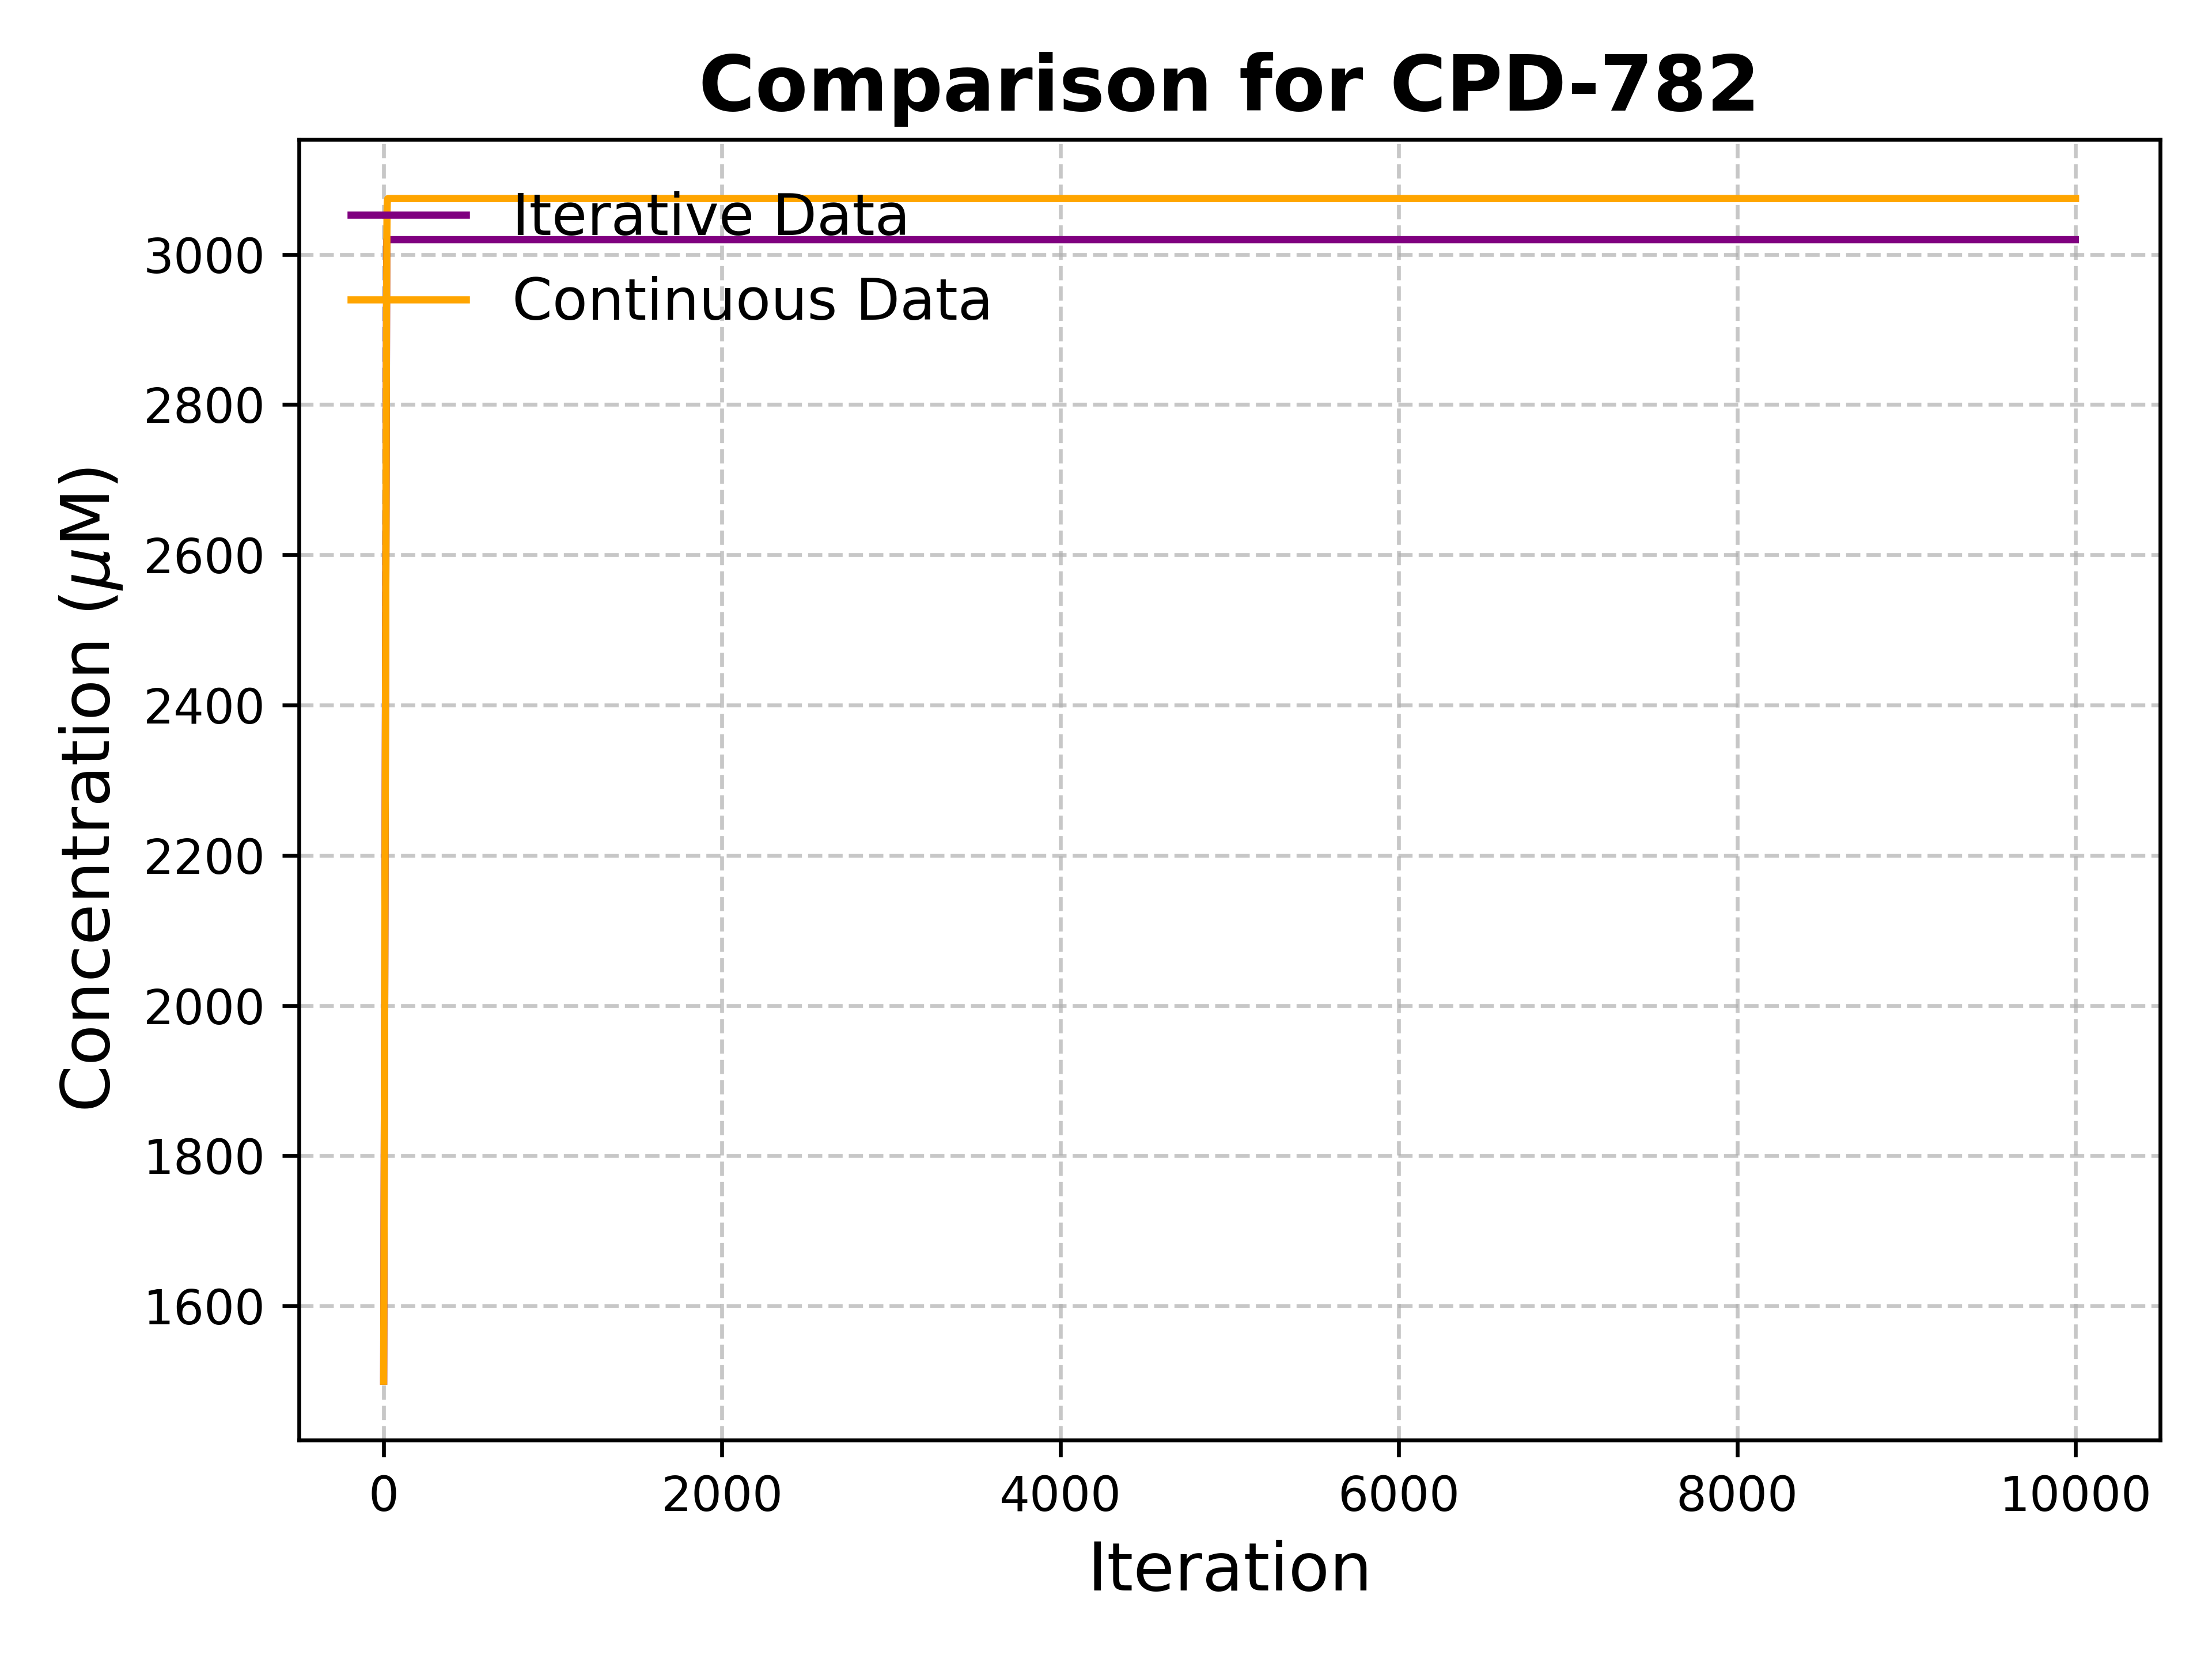 Comparison for CPD-782
Iterative Data
Continuous Data
Concentration (μM)
3000
2800
2600
2400
2200
2000
1800
1600
0 2000 4000 6000 8000 10000
Iteration